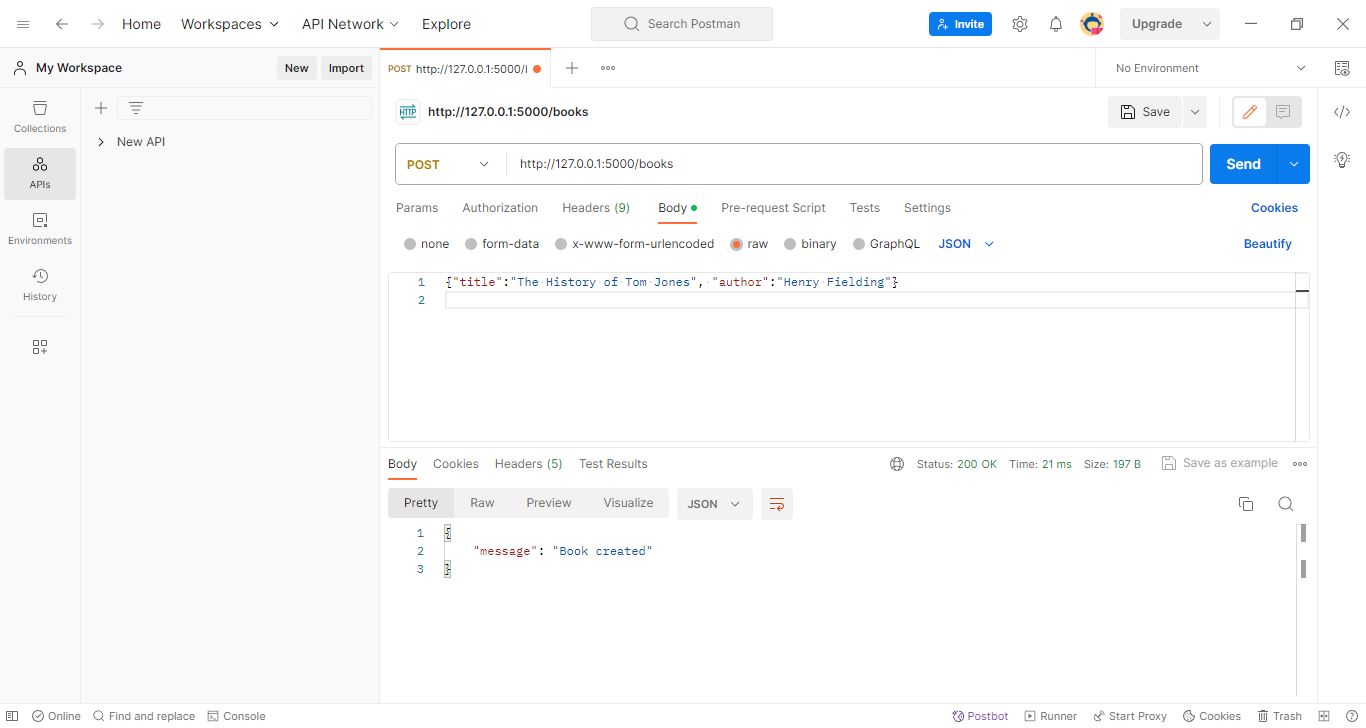 Home Workspaces API Network Explore Search Postman Invite Upgrade
My Workspace New Import POST http://127.0.0.1:5000/ No Environment
Collections
APIs
Environments
History
New API
HTTP http://127.0.0.1:5000/books Save
POST http://127.0.0.1:5000/books Send
Params Authorization Headers (9) Body Pre-request Script Tests Settings Cookies
none form-data x-www-form-urlencoded raw binary GraphQL JSON Beautify
1 {"title":"The History of Tom Jones", "author":"Henry Fielding"}
2
Body Cookies Headers (5) Test Results Status: 200 OK Time: 21 ms Size: 197 B Save as example
Pretty Raw Preview Visualize JSON
1 {
2 "message": "Book created"
3 }
Online Find and replace Console Postbot Runner Start Proxy Cookies Trash